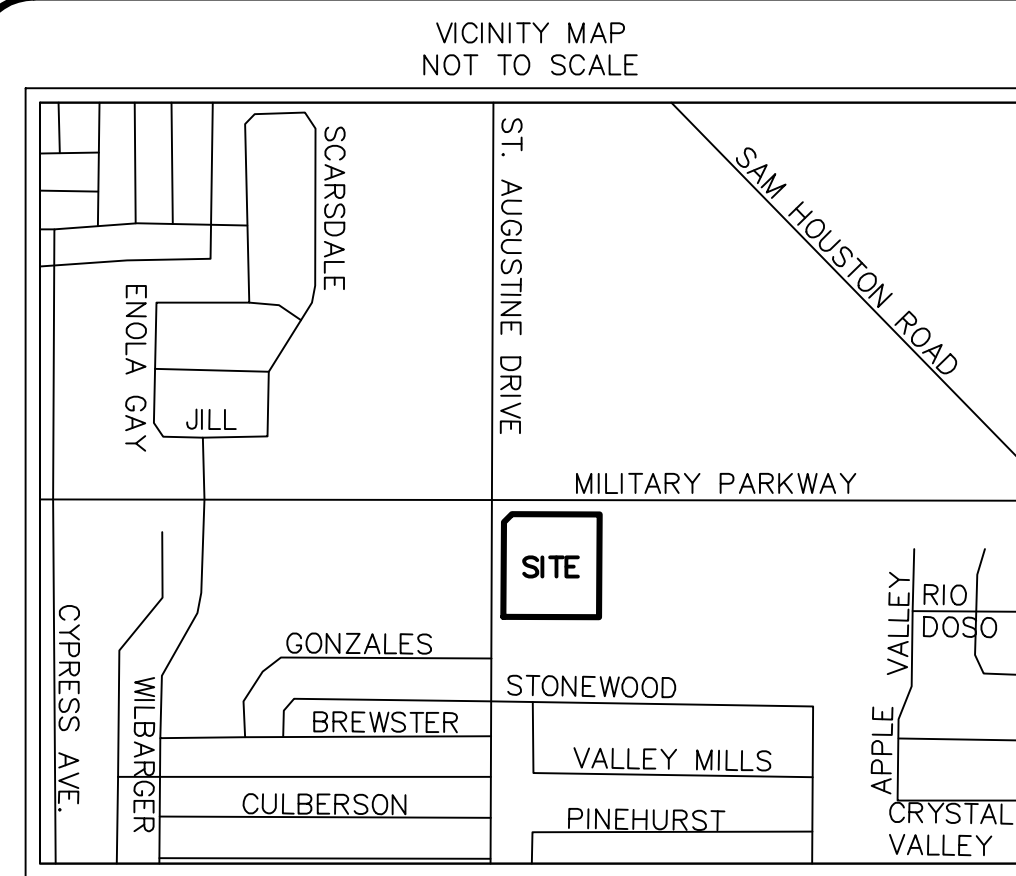 VICINITY MAP
NOT TO SCALE
SCARSDALE
ST. AUGUSTINE DRIVE
SAM HOUSTON ROAD
ENOLA GAY
JILL
MILITARY PARKWAY
SITE
CYPRESS AVE.
WILBARGER
GONZALES
BREWSTER
CULBERSON
STONEWOOD
VALLEY MILLS
PINEHURST
APPLE VALLEY
RIO
DOSO
CRYSTAL
VALLEY